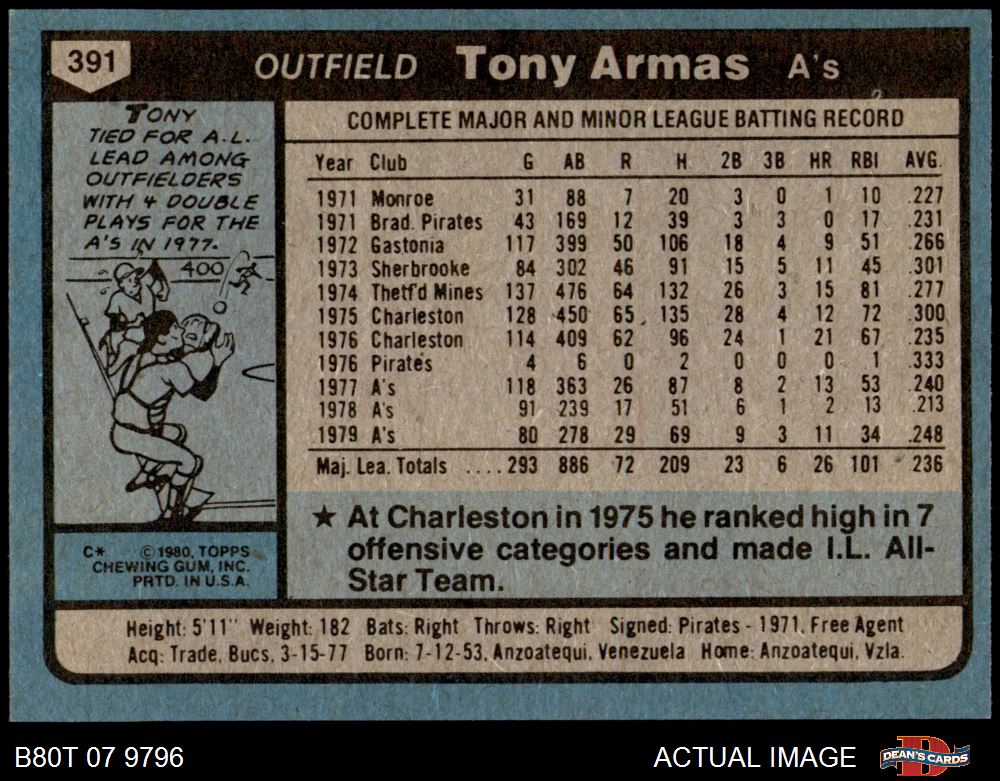 391 OUTFIELD Tony Armas A's
TONY
TIED FOR A.L.
LEAD AMONG
OUTFIELDERS
WITH 4 DOUBLE
PLAYS FOR THE
A'S IN 1977.
400
C* © 1980, TOPPS
CHEWING GUM, INC.
PRTD. IN U.S.A.
COMPLETE MAJOR AND MINOR LEAGUE BATTING RECORD
Year Club G AB R H 2B 3B HR RBI AVG.
1971 Monroe 31 88 7 20 3 0 1 10 .227
1971 Brad. Pirates 43 169 12 39 3 3 0 17 .231
1972 Gastonia 117 399 50 106 18 4 9 51 .266
1973 Sherbrooke 84 302 46 91 15 5 11 45 .301
1974 Thetf'd Mines 137 476 64 132 26 3 15 81 .277
1975 Charleston 128 450 65 135 28 4 12 72 .300
1976 Charleston 114 409 62 96 24 1 21 67 .235
1976 Pirates 4 6 0 2 0 0 0 1 .333
1977 A's 118 363 26 87 8 2 13 53 .240
1978 A's 91 239 17 51 6 1 2 13 .213
1979 A's 80 278 29 69 9 3 11 34 .248
Maj. Lea. Totals .... 293 886 72 209 23 6 26 101 .236
★ At Charleston in 1975 he ranked high in 7
offensive categories and made I.L. All-
Star Team.
Height: 5'11" Weight: 182 Bats: Right Throws: Right Signed: Pirates - 1971, Free Agent
Acq: Trade, Bucs, 3-15-77 Born: 7-12-53, Anzoatequi, Venezuela Home: Anzoatequi, Vzla.
B80T 07 9796 ACTUAL IMAGE DEAN'S CARDS